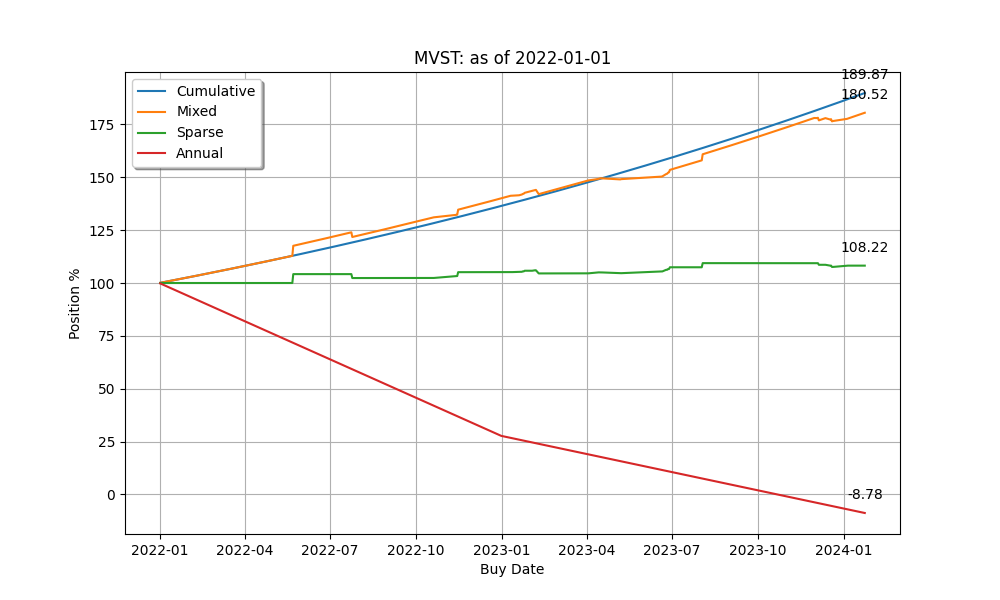 MVST: as of 2022-01-01
Cumulative
Mixed
Sparse
Annual
189.87
180.52
108.22
-8.78
175
150
125
100
75
50
25
0
Position %
2022-01 2022-04 2022-07 2022-10 2023-01 2023-04 2023-07 2023-10 2024-01
Buy Date